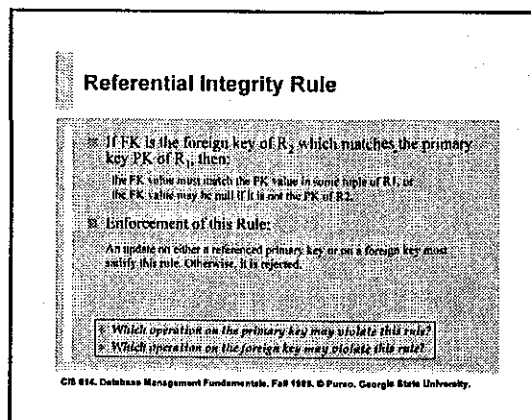 Referential Integrity Rule
If FK is the foreign key of R₂ which matches the primary
key PK of R₁, then:
the FK value must match the PK value in some tuple of R1, or
the FK value may be null if it is not the PK of R2.
Enforcement of this Rule:
An update on either a referenced primary key or on a foreign key must
satisfy this rule. Otherwise, it is rejected.
Which operation on the primary key may violate this rule?
Which operation on the foreign key may violate this rule?
CIS 814. Database Management Fundamentals. Fall © Purao. Georgia State University.